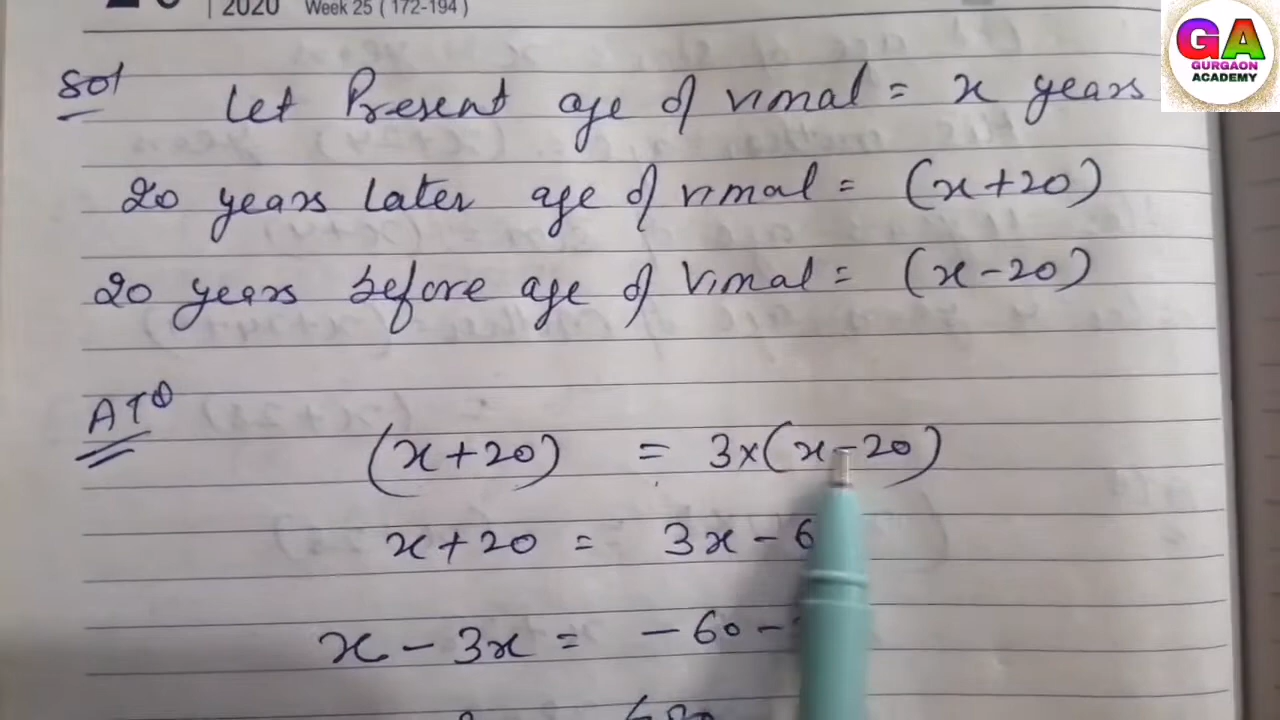 2020 Week 25 ( 172-194 )
GA
GURGAON
ACADEMY
Sol Let Present age of Vimal = x years
20 years later age of Vimal = (x+20)
20 years before age of Vimal = (x-20)
ATQ
(x+20) = 3×(x-20)
x+20 = 3x-6
x-3x = -60-